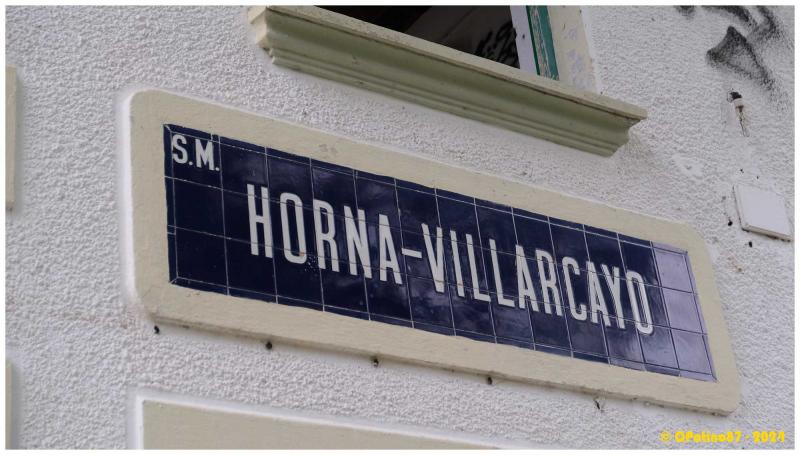 S.M.
HORNA-VILLARCAYO
© CPatino87 - 2024